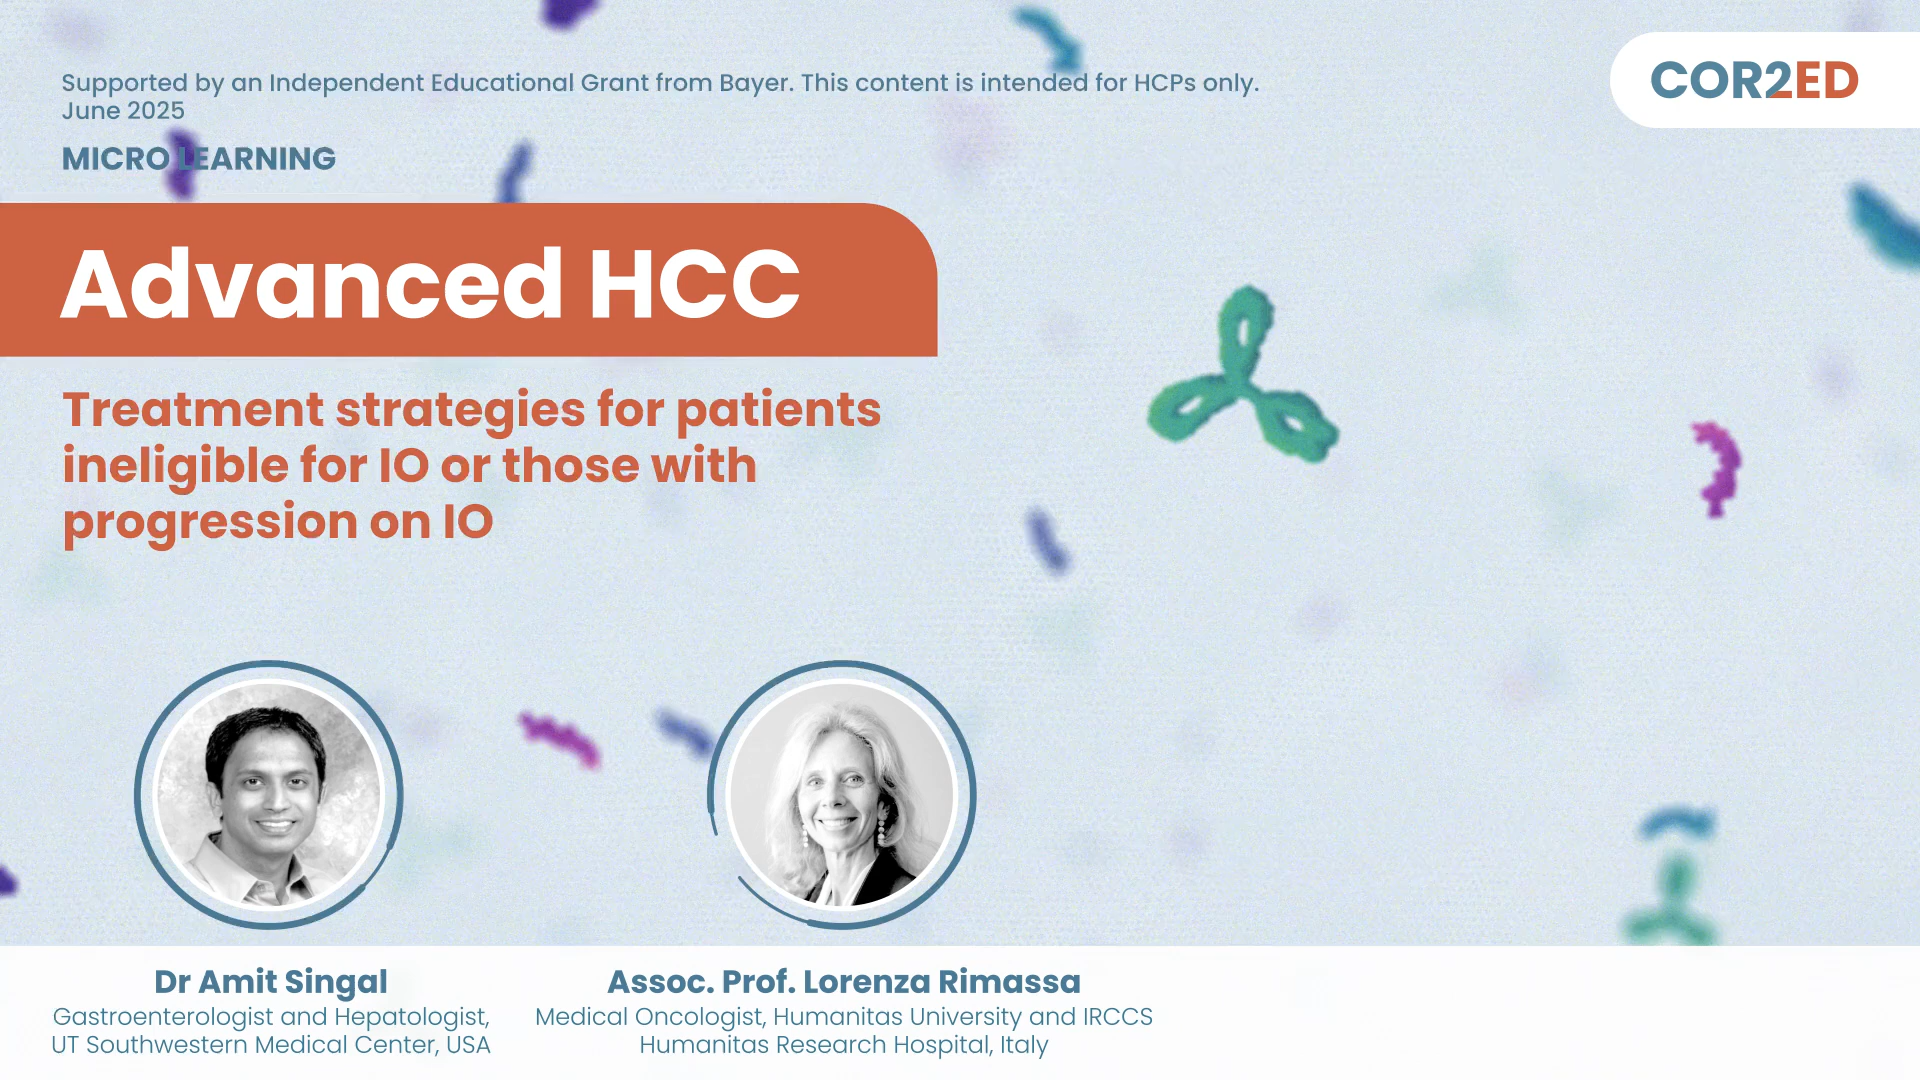 Supported by an Independent Educational Grant from Bayer. This content is intended for HCPs only.
June 2025
COR2ED
MICRO LEARNING
Advanced HCC
Treatment strategies for patients
ineligible for IO or those with
progression on IO
Dr Amit Singal
Gastroenterologist and Hepatologist,
UT Southwestern Medical Center, USA
Assoc. Prof. Lorenza Rimassa
Medical Oncologist, Humanitas University and IRCCS
Humanitas Research Hospital, Italy